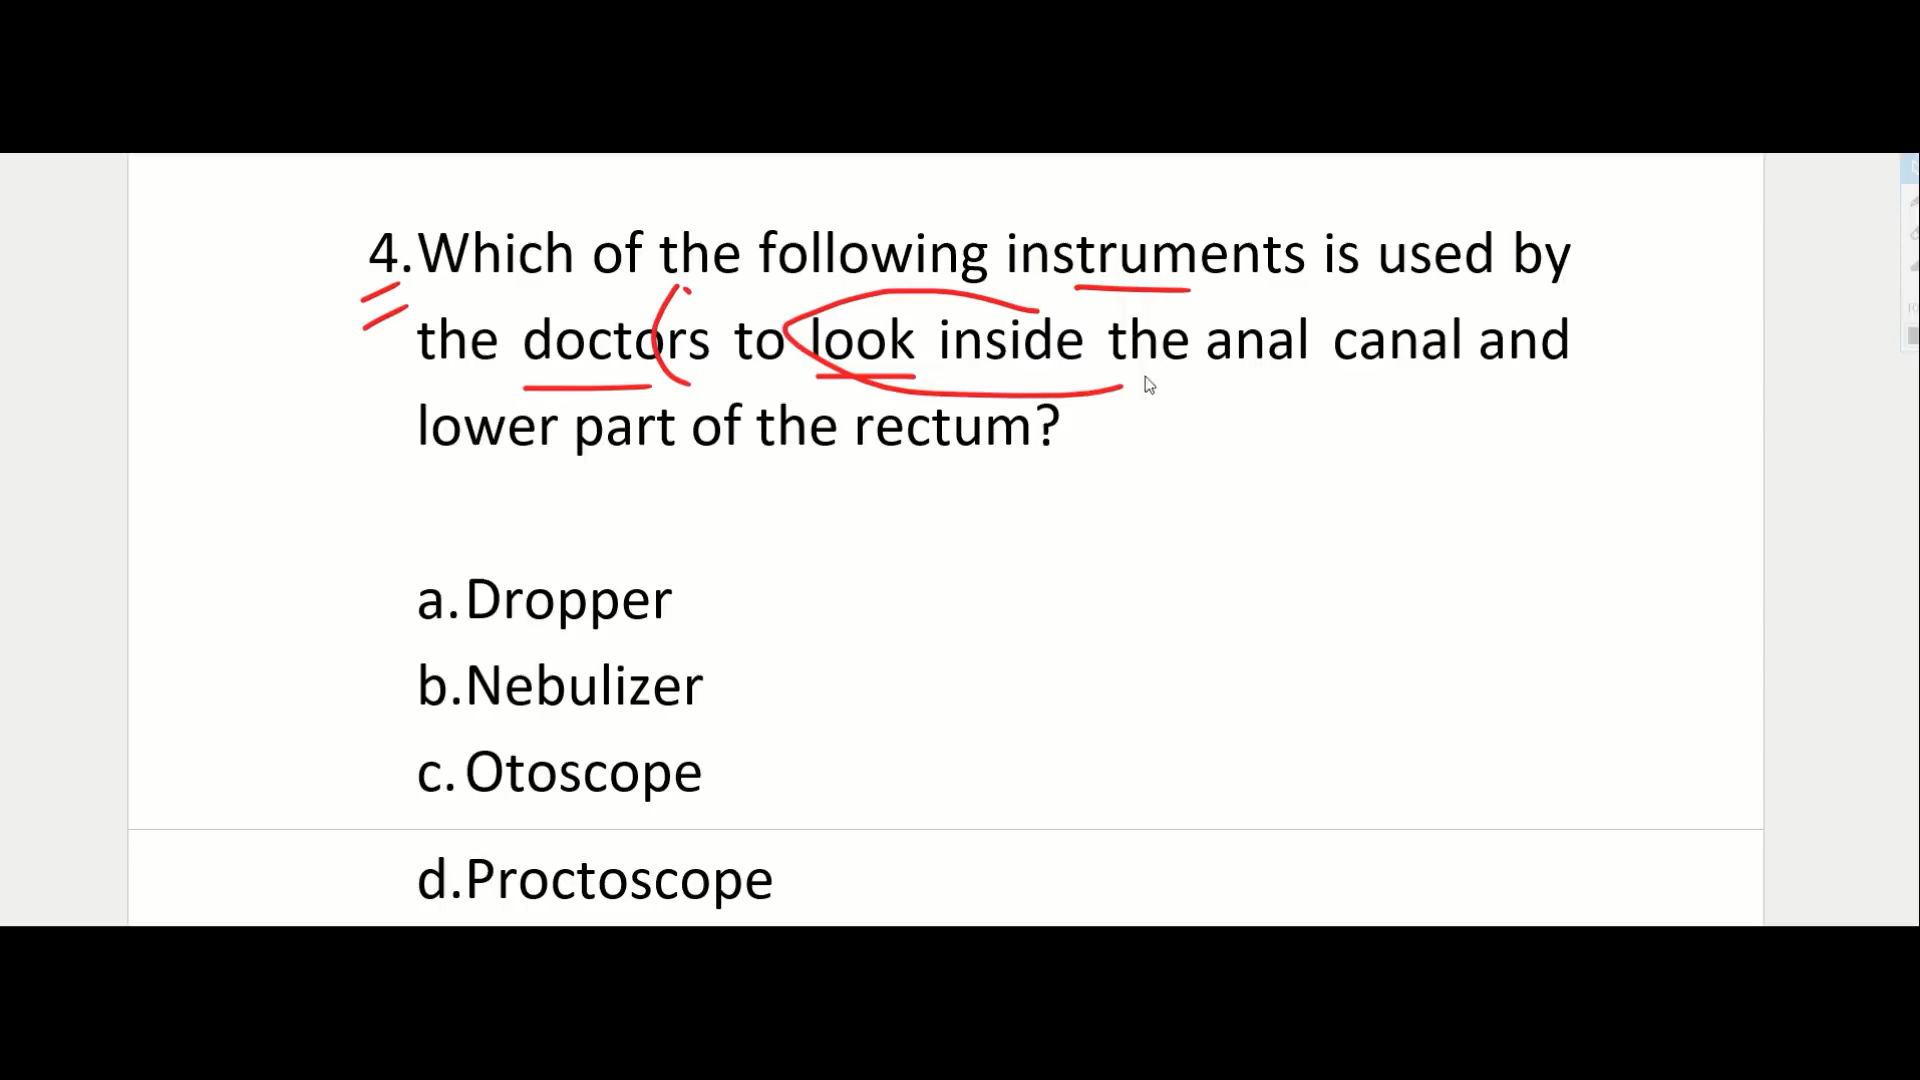 4. Which of the following instruments is used by
the doctors to look inside the anal canal and
lower part of the rectum?
a. Dropper
b. Nebulizer
c. Otoscope
d. Proctoscope